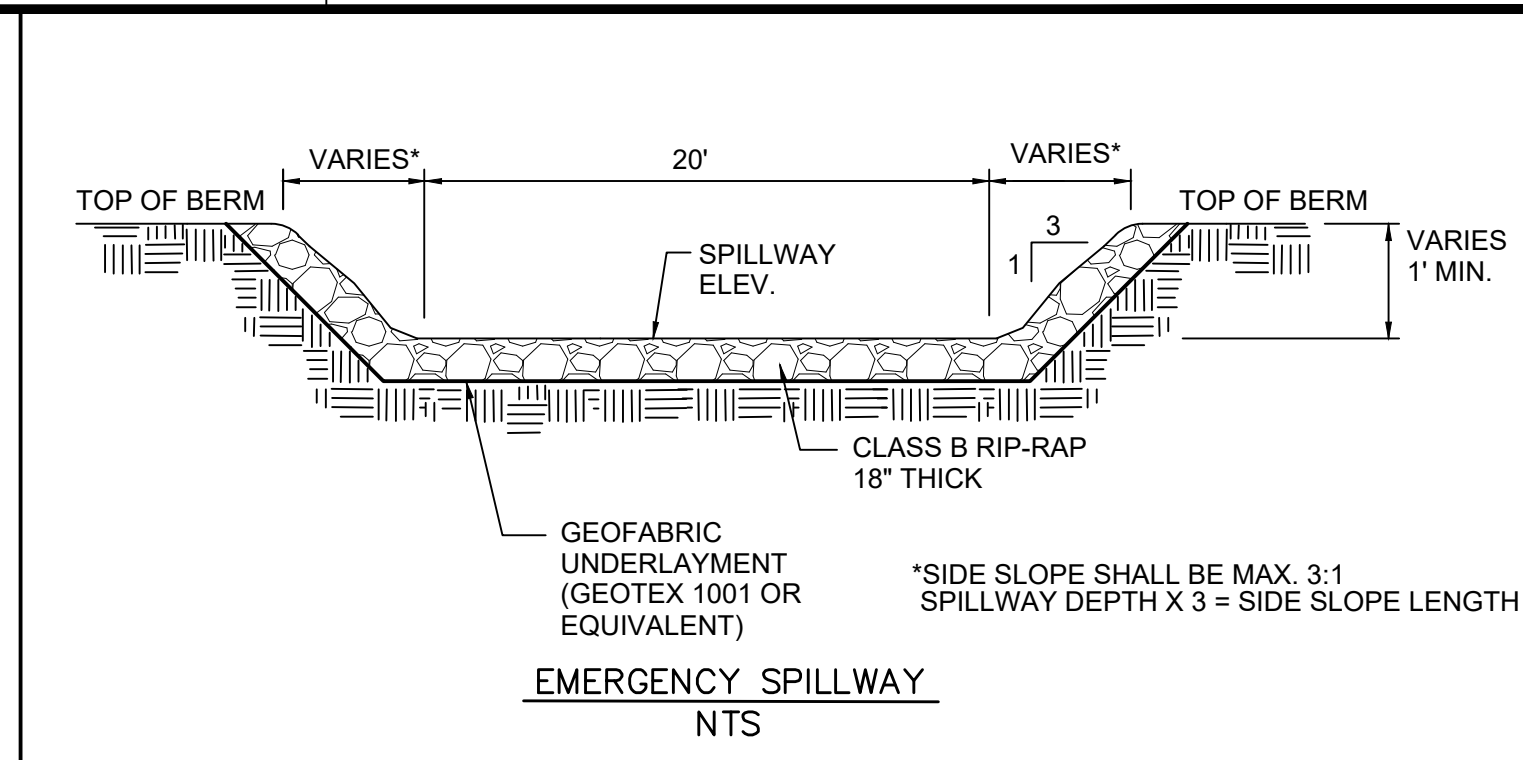 VARIES*
20'
VARIES*
TOP OF BERM
TOP OF BERM
3
1
VARIES
1' MIN.
SPILLWAY
ELEV.
CLASS B RIP-RAP
18" THICK
GEOFABRIC
UNDERLAYMENT
(GEOTEX 1001 OR
EQUIVALENT)
*SIDE SLOPE SHALL BE MAX. 3:1
SPILLWAY DEPTH X 3 = SIDE SLOPE LENGTH
EMERGENCY SPILLWAY
NTS